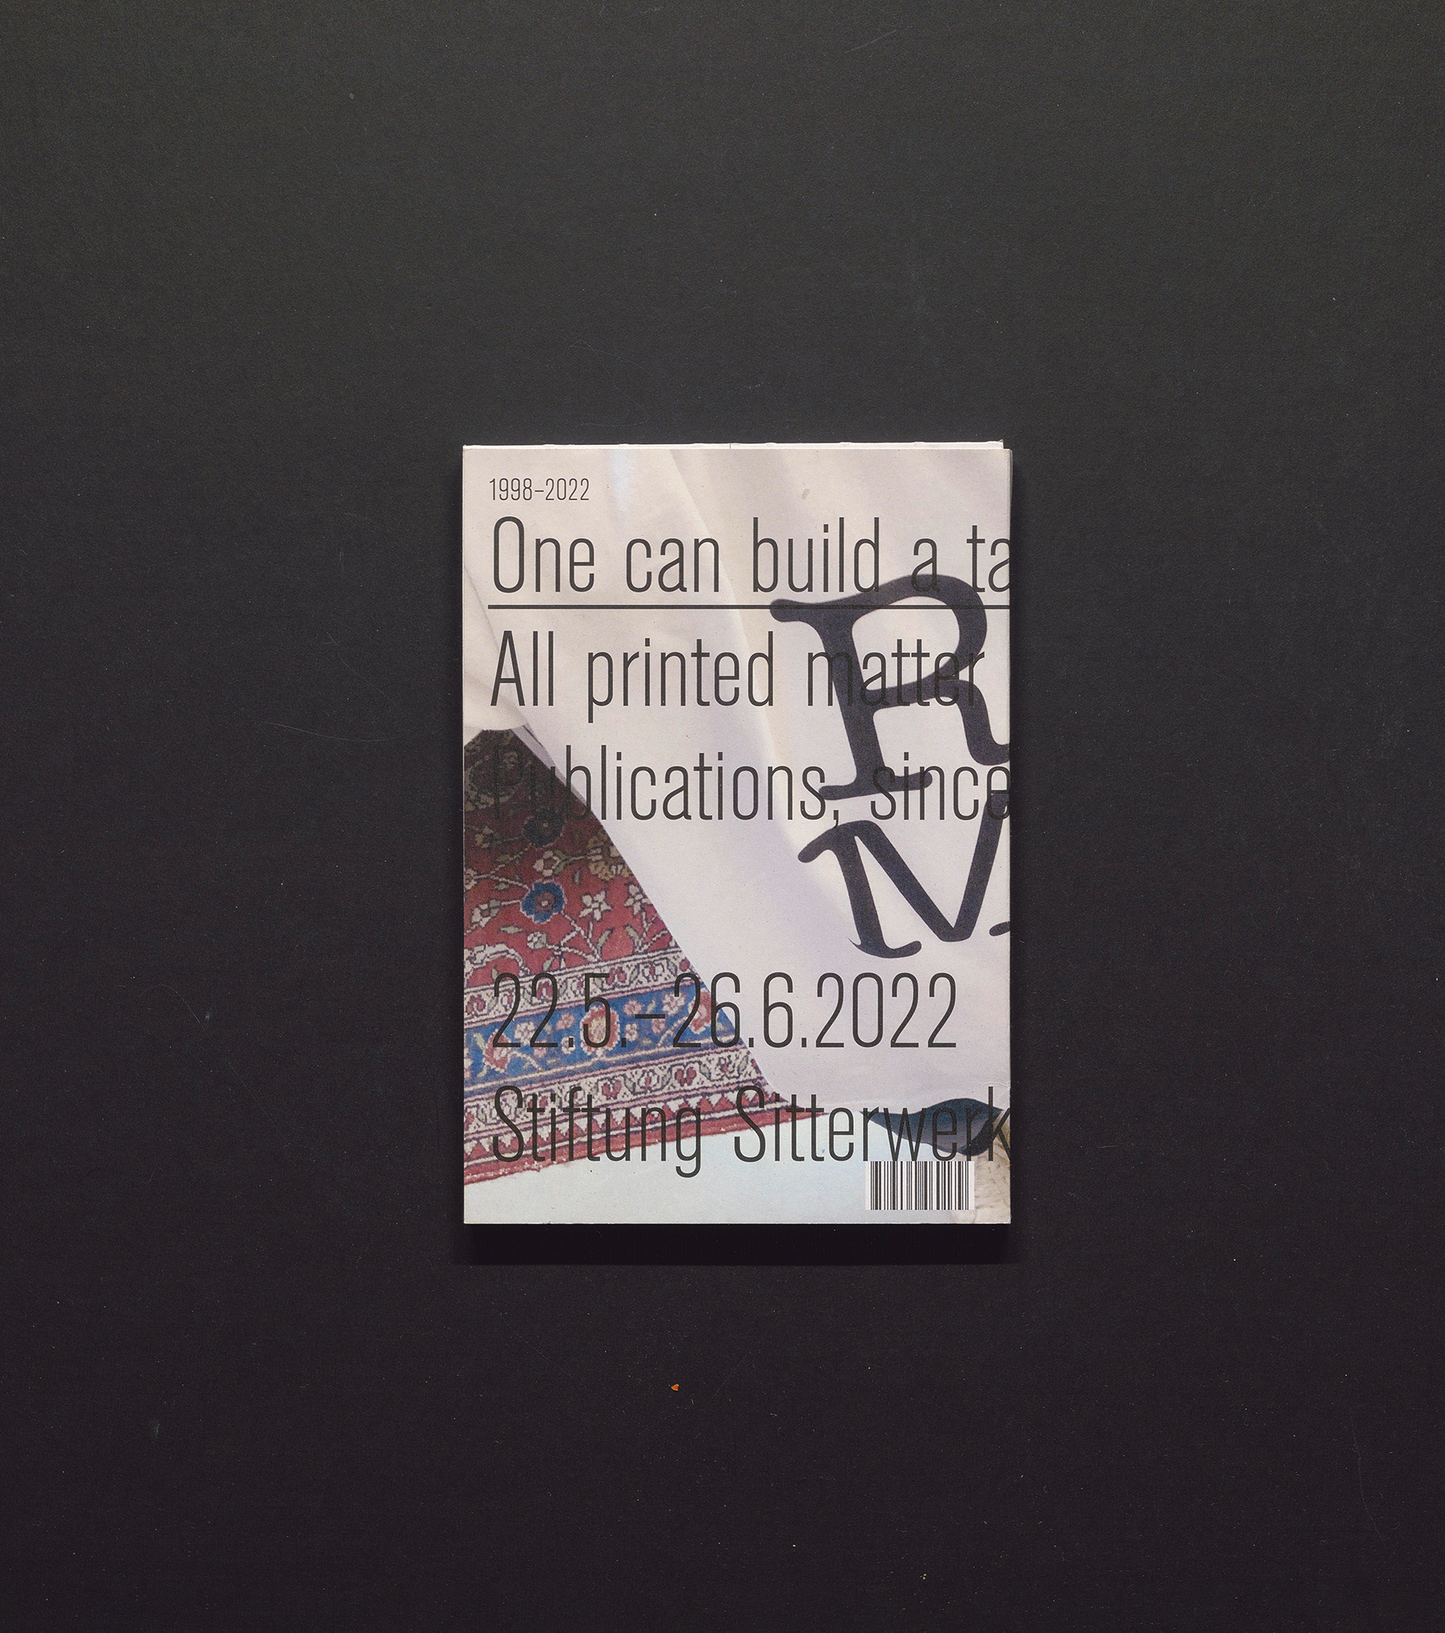 1998–2022
One can build a ta
All printed matter
Publications, since
R
M
22.5.–26.6.2022
Stiftung Sitterwerk